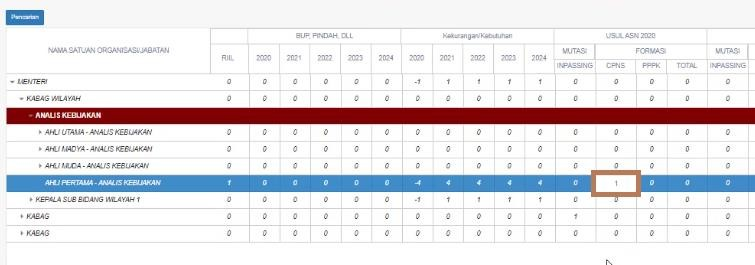 Pencarian
NAMA SATUAN ORGANISASI/JABATAN RIIL BUP, PINDAH, DLL Kekurangan/Kebutuhan USUL ASN 2020
MUTASI FORMASI MUTASI
2020 2021 2022 2023 2024 2020 2021 2022 2023 2024 INPASSING CPNS PPPK TOTAL INPASSING
MENTERI 0 0 0 0 0 0 -1 1 1 1 1 0 0 0 0 0
KABAG WILAYAH 0 0 0 0 0 0 0 0 0 0 0 0 0 0 0 0
ANALIS KEBIJAKAN
AHLI UTAMA - ANALIS KEBIJAKAN 0 0 0 0 0 0 0 0 0 0 0 0 0 0 0 0
AHLI MADYA - ANALIS KEBIJAKAN 0 0 0 0 0 0 0 0 0 0 0 0 0 0 0 0
AHLI MUDA - ANALIS KEBIJAKAN 0 0 0 0 0 0 0 0 0 0 0 0 0 0 0 0
AHLI PERTAMA - ANALIS KEBIJAKAN 1 0 0 0 0 0 -4 4 4 4 4 0 1 0 0 0
KEPALA SUB BIDANG WILAYAH 1 0 0 0 0 0 0 -1 1 1 1 1 0 0 0 0 0
KABAG 0 0 0 0 0 0 0 0 0 0 0 1 0 0 0 0
KABAG 0 0 0 0 0 0 0 0 0 0 0 0 0 0 0 0